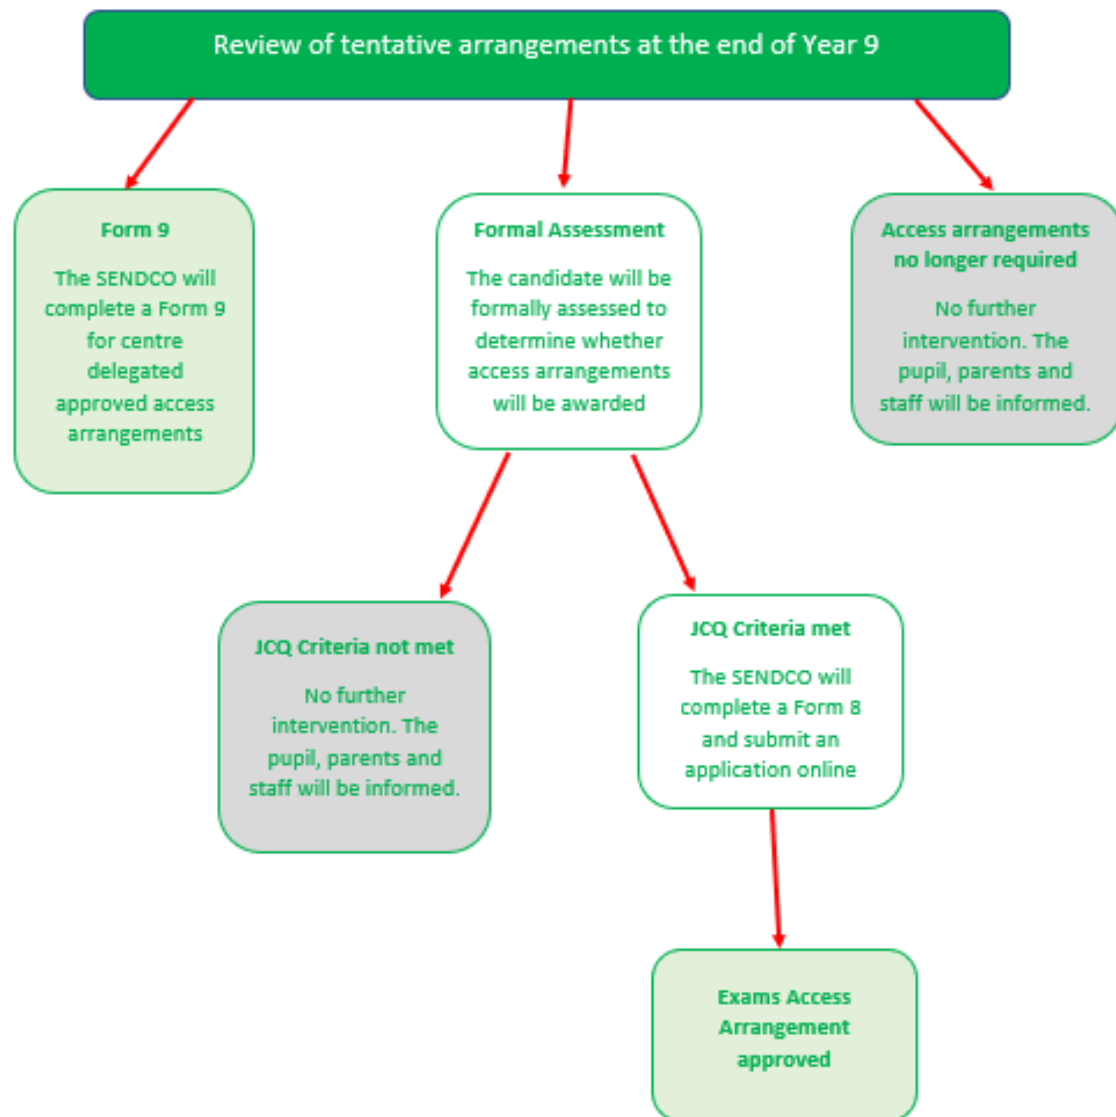 Review of tentative arrangements at the end of Year 9
Form 9
The SENDCO will
complete a Form 9
for centre
delegated
approved access
arrangements
Formal Assessment
The candidate will be
formally assessed to
determine whether
access arrangements
will be awarded
Access arrangements
no longer required
No further
intervention. The
pupil, parents and
staff will be informed.
JCQ Criteria not met
No further
intervention. The
pupil, parents and
staff will be informed.
JCQ Criteria met
The SENDCO will
complete a Form 8
and submit an
application online
Exams Access
Arrangement
approved